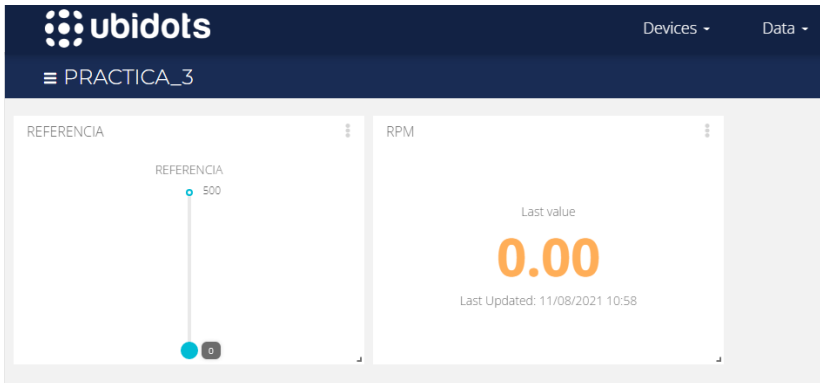 ubidots
Devices
Data
PRACTICA_3
REFERENCIA
REFERENCIA
500
0
RPM
Last value
0.00
Last Updated: 11/08/2021 10:58